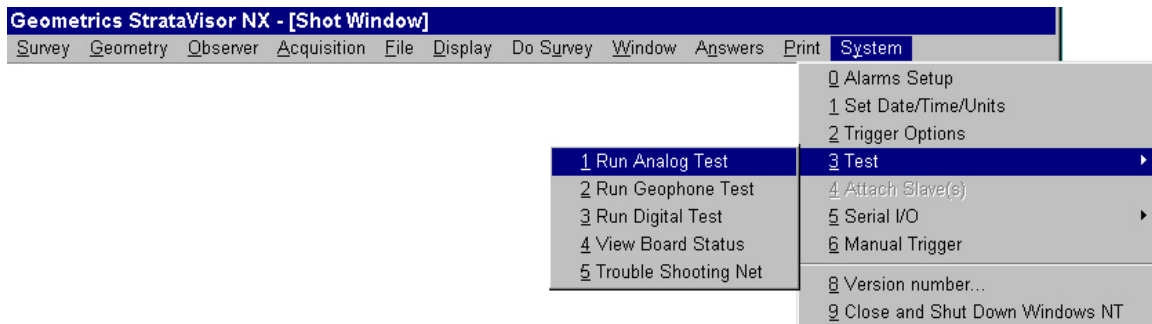 Geometrics StrataVisor NX - [Shot Window]
Survey Geometry Observer Acquisition File Display Do Survey Window Answers Print System
0 Alarms Setup
1 Set Date/Time/Units
2 Trigger Options
3 Test
4 Attach Slave(s)
5 Serial I/O
6 Manual Trigger
8 Version number...
9 Close and Shut Down Windows NT
1 Run Analog Test
2 Run Geophone Test
3 Run Digital Test
4 View Board Status
5 Trouble Shooting Net